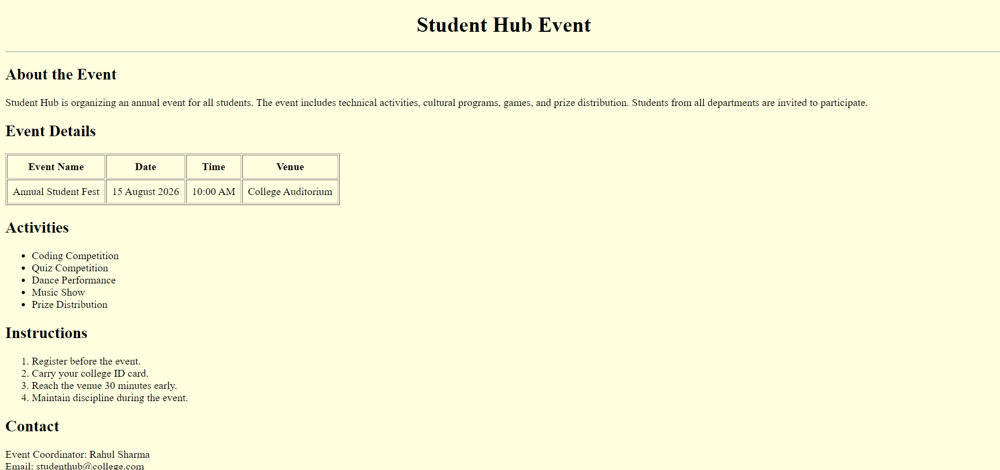 Student Hub Event
About the Event
Student Hub is organizing an annual event for all students. The event includes technical activities, cultural programs, games, and prize distribution. Students from all departments are invited to participate.
Event Details
Event Name Date Time Venue
Annual Student Fest 15 August 2026 10:00 AM College Auditorium
Activities
• Coding Competition
• Quiz Competition
• Dance Performance
• Music Show
• Prize Distribution
Instructions
1. Register before the event.
2. Carry your college ID card.
3. Reach the venue 30 minutes early.
4. Maintain discipline during the event.
Contact
Event Coordinator: Rahul Sharma
Email: studenthub@college.com